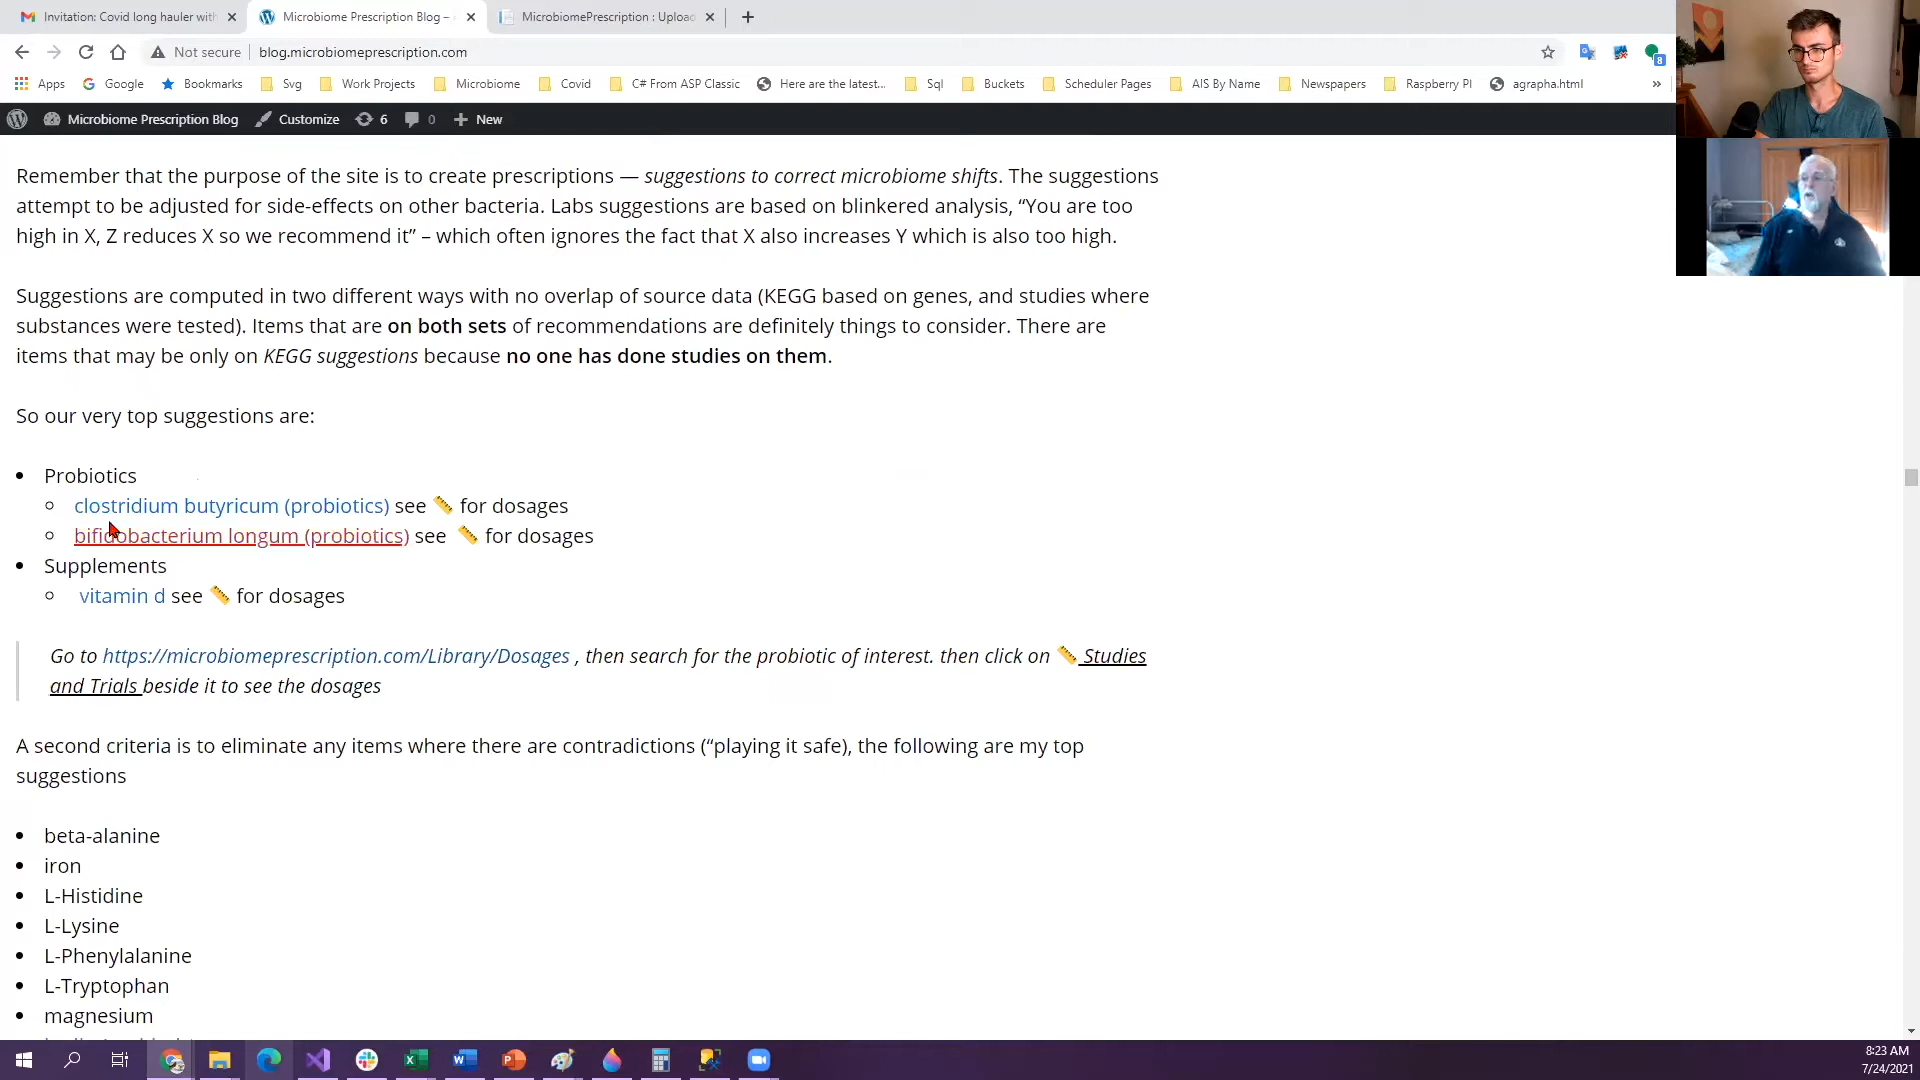 Invitation: Covid long hauler with
Microbiome Prescription Blog –
MicrobiomePrescription : Upload
Not secure
blog.microbiomeprescription.com
8
Apps
Google
Bookmarks
Svg
Work Projects
Microbiome
Covid
C# From ASP Classic
Here are the latest...
Sql
Buckets
Scheduler Pages
AIS By Name
Newspapers
Raspberry PI
agrapha.html
»
Microbiome Prescription Blog
Customize
6
0
New
Remember that the purpose of the site is to create prescriptions — suggestions to correct microbiome shifts. The suggestions
attempt to be adjusted for side-effects on other bacteria. Labs suggestions are based on blinkered analysis, “You are too
high in X, Z reduces X so we recommend it” – which often ignores the fact that X also increases Y which is also too high.
Suggestions are computed in two different ways with no overlap of source data (KEGG based on genes, and studies where
substances were tested). Items that are on both sets of recommendations are definitely things to consider. There are
items that may be only on KEGG suggestions because no one has done studies on them.
So our very top suggestions are:
Probiotics
clostridium butyricum (probiotics) see 📏 for dosages
bifidobacterium longum (probiotics) see 📏 for dosages
Supplements
vitamin d see 📏 for dosages
Go to https://microbiomeprescription.com/Library/Dosages , then search for the probiotic of interest. then click on 📏 Studies
and Trials beside it to see the dosages
A second criteria is to eliminate any items where there are contradictions (“playing it safe), the following are my top
suggestions
beta-alanine
iron
L-Histidine
L-Lysine
L-Phenylalanine
L-Tryptophan
magnesium
8:23 AM
7/24/2021